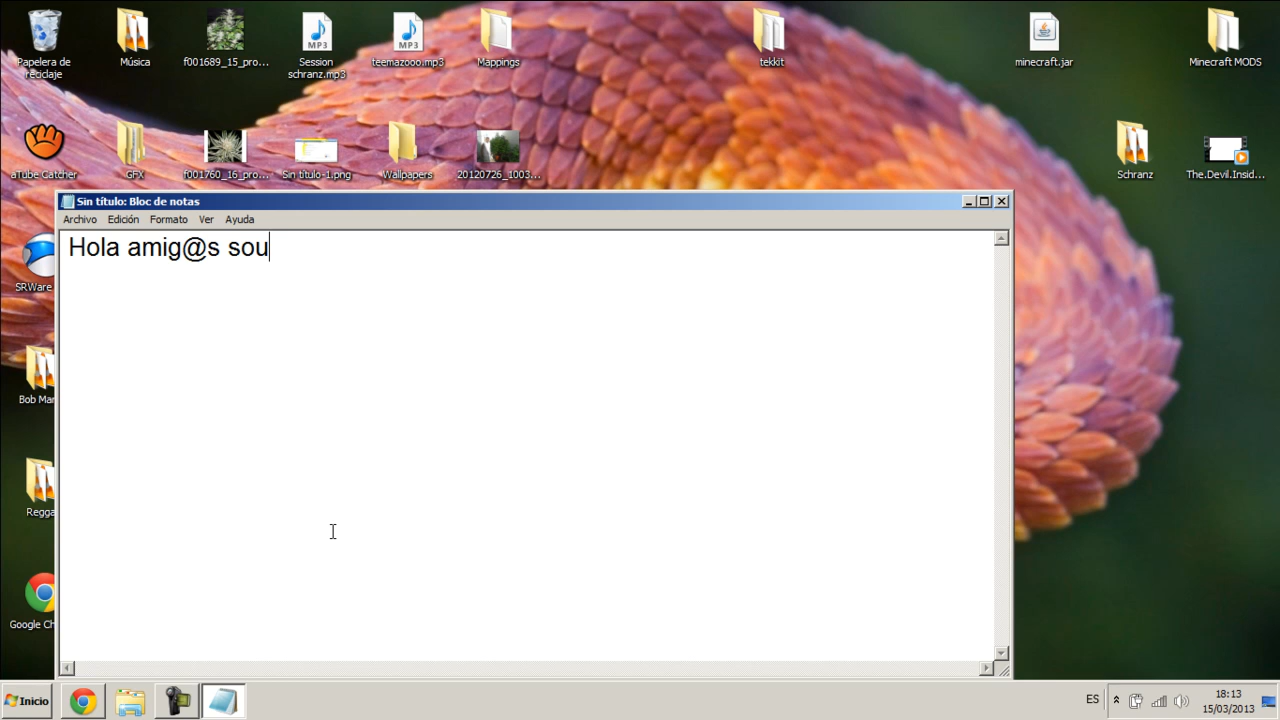 Papelera de
reciclaje
Música
f001689_15_pro...
Session
schranz.mp3
teemazooo.mp3
Mappings
tekkit
minecraft.jar
Minecraft MODS
aTube Catcher
GFX
f001760_16_pro...
Sin título-1.png
Wallpapers
20120726_1003...
Schranz
The.Devil.Insid...
Sin título: Bloc de notas
Archivo Edición Formato Ver Ayuda
Hola amig@s sou
SRWare
Bob Mar
Regga
Google Ch
Inicio
ES
18:13
15/03/2013